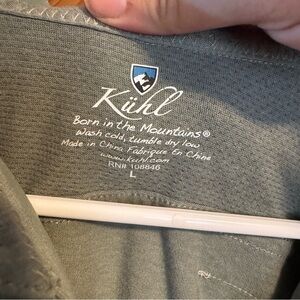 Kühl
Born in the Mountains®
wash cold, tumble dry low
Made in China Fabriqué En Chine
www.kuhl.com
RN# 108846
L